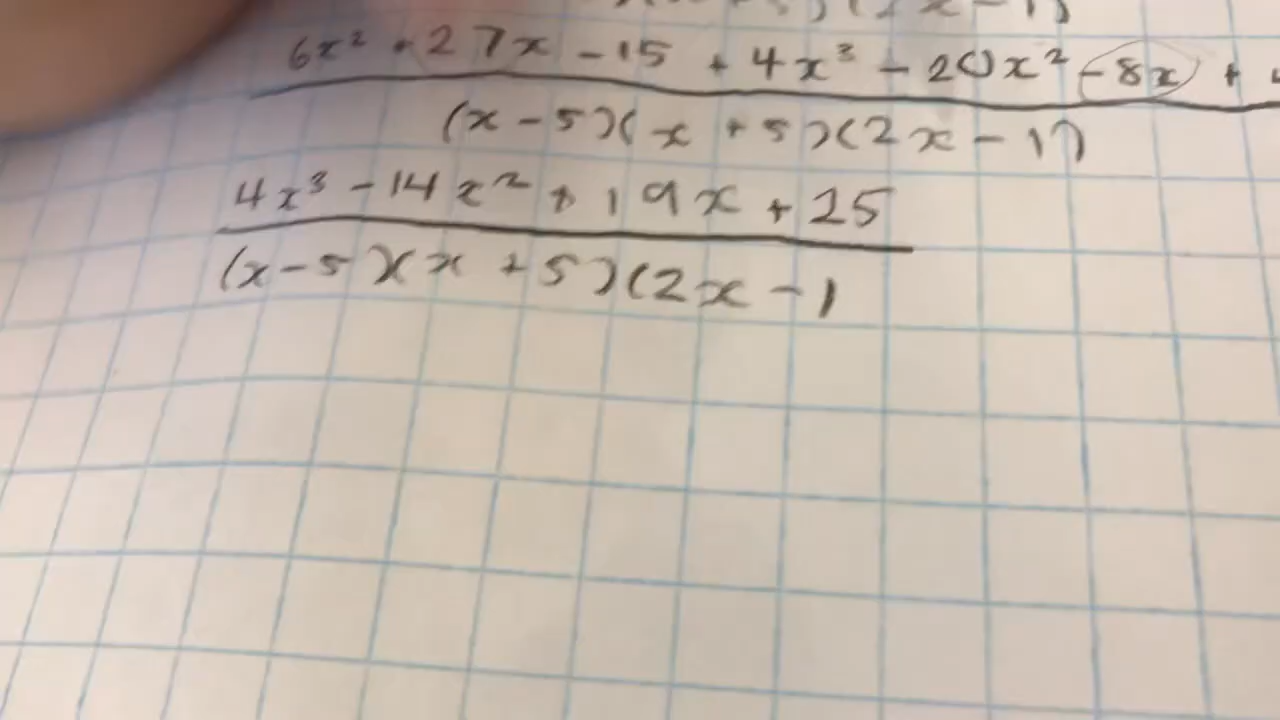 6x² + 27x - 15 + 4x³ - 20x² - 8x +
(x - 5)(x + 5)(2x - 1)
4x³ - 14x² + 19x + 25
(x - 5)(x + 5)(2x - 1